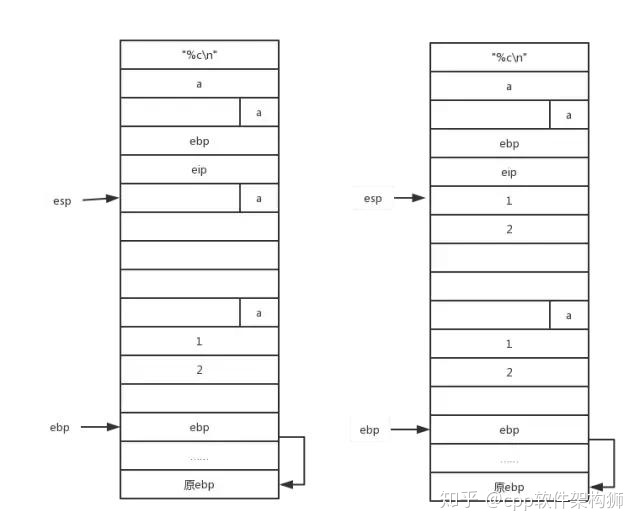 "%c\n"
a
a
ebp
eip
esp
a
a
1
2
ebp
ebp
......
原ebp
"%c\n"
a
a
ebp
eip
esp
1
2
a
1
2
ebp
ebp
......
原ebp
知乎 @cpp软件架构狮